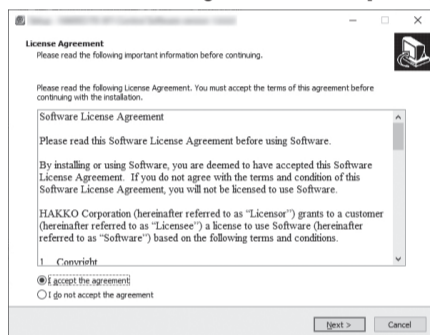 License Agreement
Please read the following important information before continuing.
Please read the following License Agreement. You must accept the terms of this agreement before
continuing with the installation.
Software License Agreement
Please read this Software License Agreement before using Software.
By installing or using Software, you are deemed to have accepted this Software
License Agreement. If you do not agree with the terms and condition of this
Software License Agreement, you will not be licensed to use Software.
HAKKO Corporation (hereinafter referred to as "Licensor") grants to a customer
(hereinafter referred to as "Licensee") a license to use Software (hereinafter
referred to as "Software") based on the following terms and conditions.
1 Copyright
I accept the agreement
I do not accept the agreement
Next > Cancel